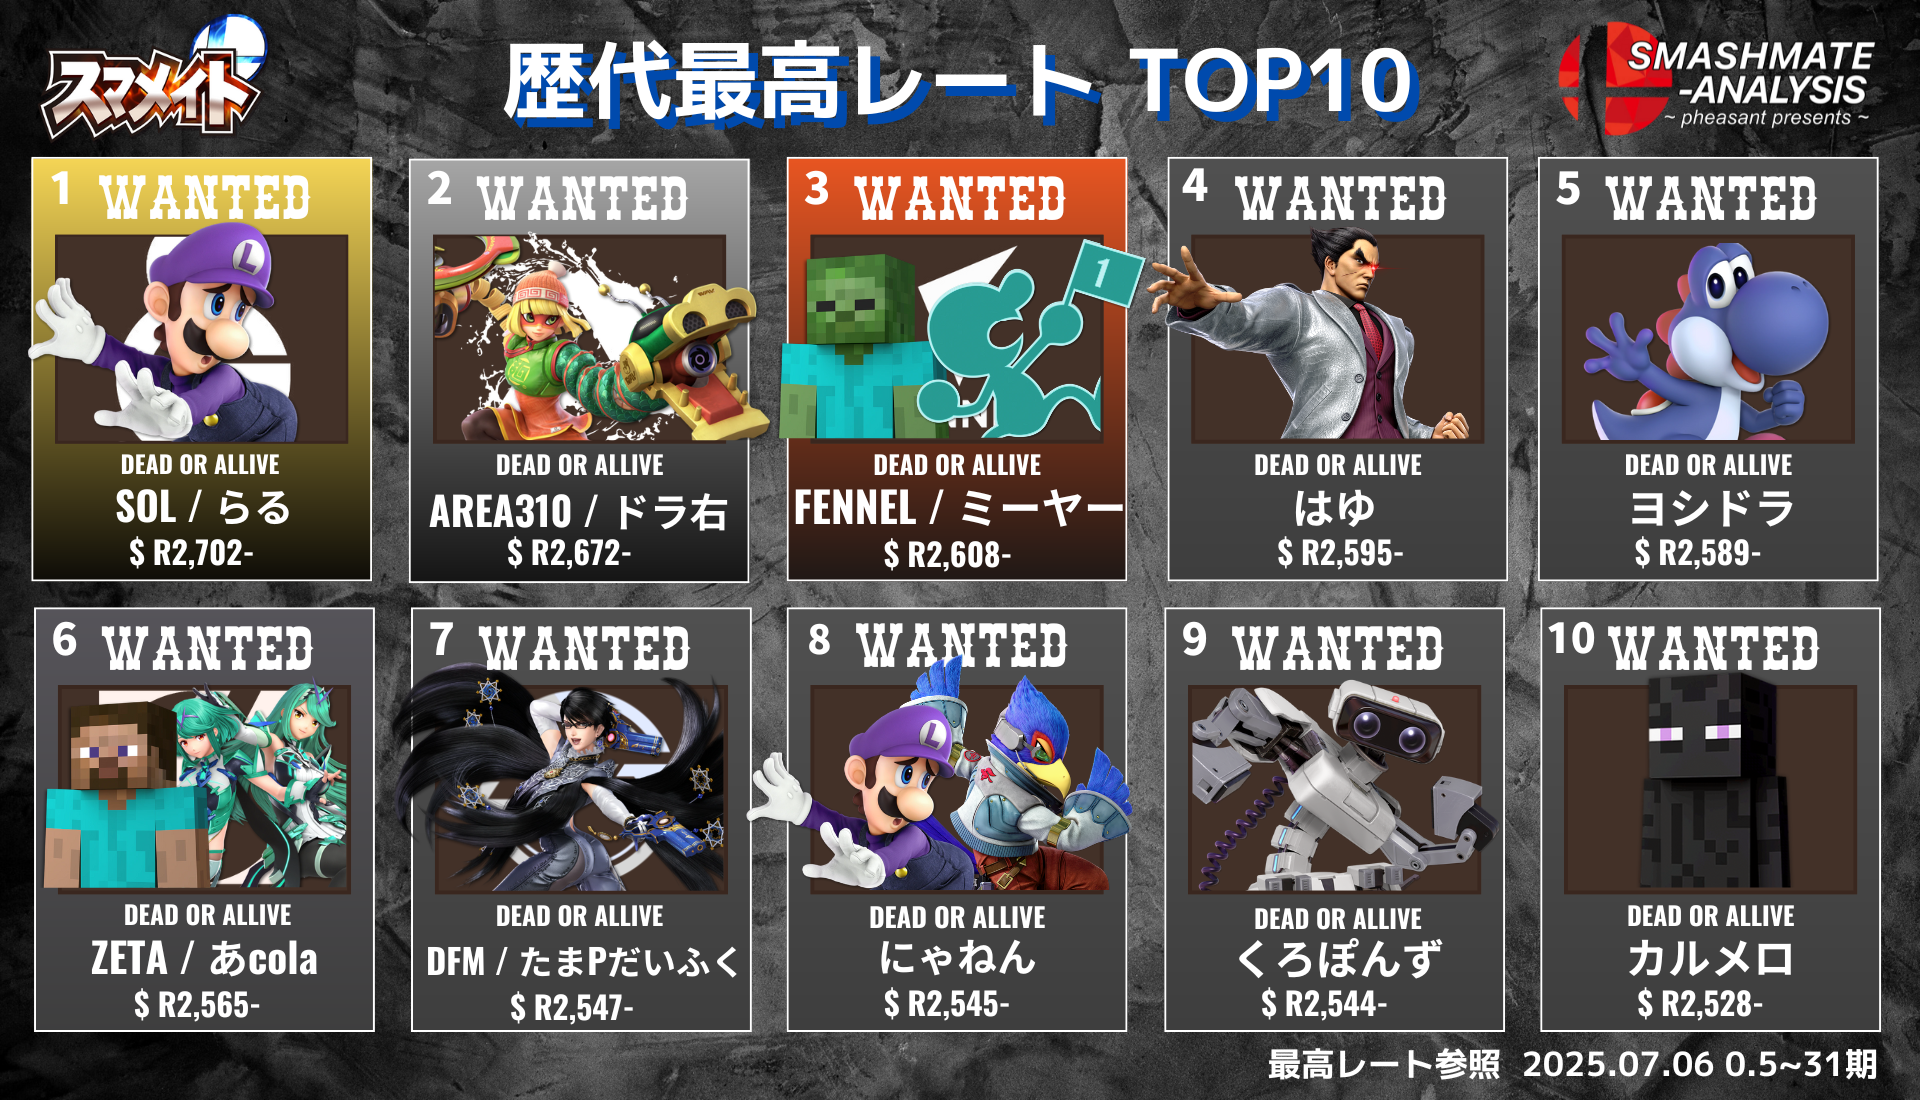 スマメイト
歴代最高レート TOP10
SMASHMATE
-ANALYSIS
~ pheasant presents ~
1 WANTED
DEAD OR ALLIVE
SOL / らる
$ R2,702-
2 WANTED
DEAD OR ALLIVE
AREA310 / ドラ右
$ R2,672-
3 WANTED
1
DEAD OR ALLIVE
FENNEL / ミーヤー
$ R2,608-
4 WANTED
DEAD OR ALLIVE
はゆ
$ R2,595-
5 WANTED
DEAD OR ALLIVE
ヨシドラ
$ R2,589-
6 WANTED
DEAD OR ALLIVE
ZETA / あcola
$ R2,565-
7 WANTED
DEAD OR ALLIVE
DFM / たまPだいふく
$ R2,547-
8 WANTED
DEAD OR ALLIVE
にゃねん
$ R2,545-
9 WANTED
DEAD OR ALLIVE
くろぽんず
$ R2,544-
10 WANTED
DEAD OR ALLIVE
カルメロ
$ R2,528-
最高レート参照 2025.07.06 0.5~31期